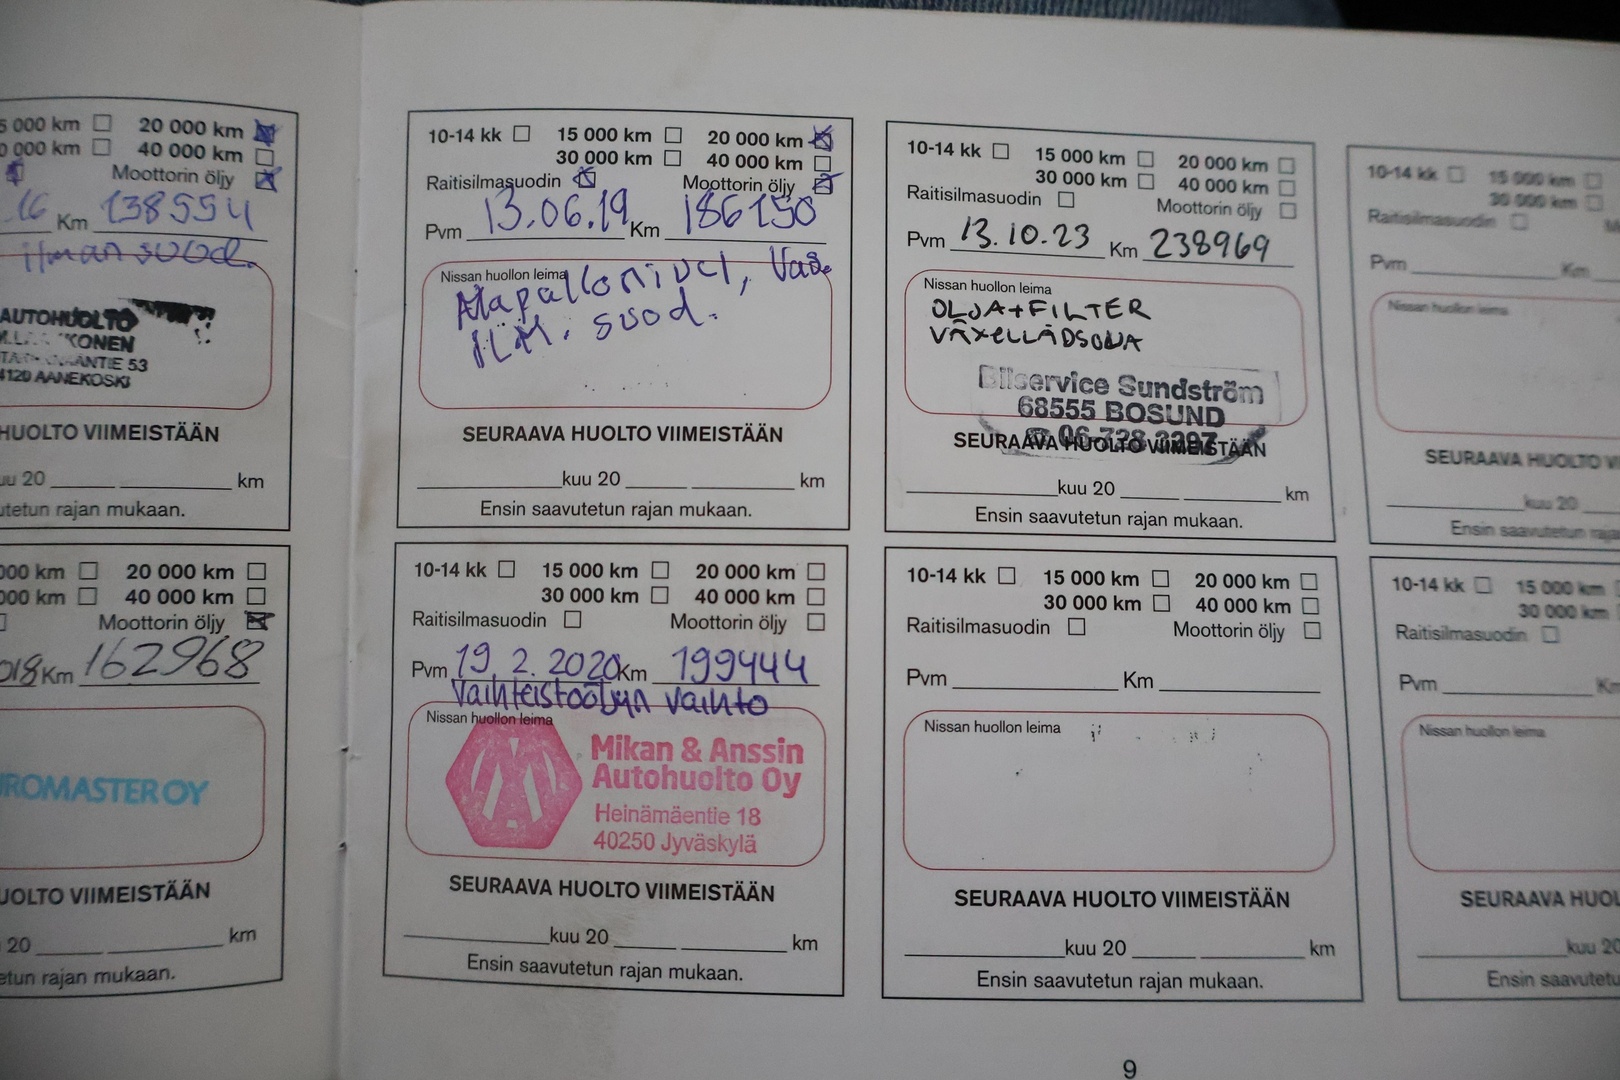 5 000 km 20 000 km
0 000 km 40 000 km
Moottorin öljy
16 Km 138554
ilman suod.
AUTOHUOLTO
KONEN
ANTIE 53
4120 ÄÄNEKOSKI
HUOLTO VIIMEISTÄÄN
uu 20 km
utetun rajan mukaan.
000 km 20 000 km
000 km 40 000 km
Moottorin öljy
018 Km 162968
ROMASTER OY
UOLTO VIIMEISTÄÄN
20 km
etun rajan mukaan.
10-14 kk 15 000 km 20 000 km
30 000 km 40 000 km
Raitisilmasuodin Moottorin öljy
Pvm 13.06.19 Km 186150
Nissan huollon leima
Alapallonivel,
ILM. suod.
SEURAAVA HUOLTO VIIMEISTÄÄN
kuu 20 km
Ensin saavutetun rajan mukaan.
10-14 kk 15 000 km 20 000 km
30 000 km 40 000 km
Raitisilmasuodin Moottorin öljy
Pvm 19.2.2020 Km 199444
Vaihteistoöljyn vaihto
Nissan huollon leima
Mikan & Anssin
Autohuolto Oy
Heinämäentie 18
40250 Jyväskylä
SEURAAVA HUOLTO VIIMEISTÄÄN
kuu 20 km
Ensin saavutetun rajan mukaan.
10-14 kk 15 000 km 20 000 km
30 000 km 40 000 km
Raitisilmasuodin Moottorin öljy
Pvm 13.10.23 Km 238969
Nissan huollon leima
OLJA+FILTER
VÄXELLÅDSOLJA
Bilservice Sundström
68555 BOSUND
06-728 2297
SEURAAVA HUOLTO VIIMEISTÄÄN
kuu 20 km
Ensin saavutetun rajan mukaan.
10-14 kk 15 000 km 20 000 km
30 000 km 40 000 km
Raitisilmasuodin Moottorin öljy
Pvm Km
Nissan huollon leima
SEURAAVA HUOLTO VIIMEISTÄÄN
kuu 20 km
Ensin saavutetun rajan mukaan.
10-14 kk 15 000 km
30 000 km
Raitisilmasuodin M
Pvm Km
Nissan huollon leima
SEURAAVA HUOLTO VI
kuu 20
Ensin saavutetun raja
10-14 kk 15 000 km
30 000 km
Raitisilmasuodin
Pvm Km
Nissan huollon leima
SEURAAVA HUOL
kuu 20
Ensin saavutetu
9